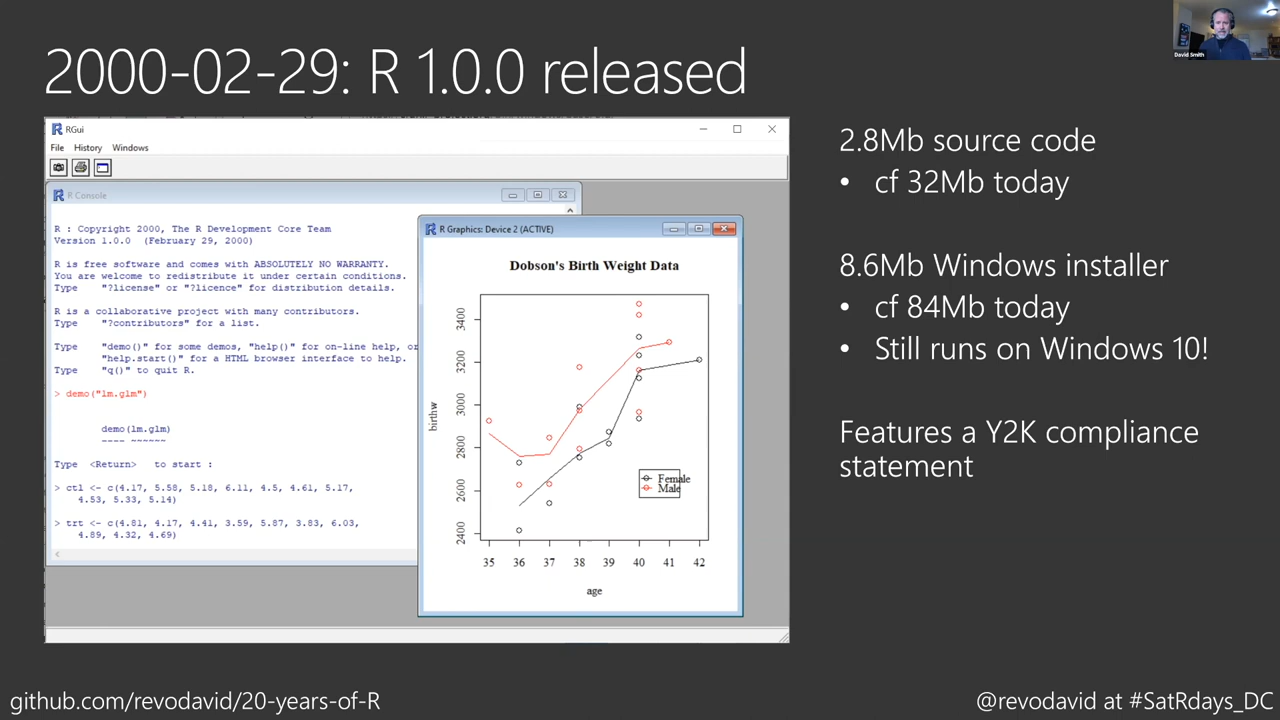 David Smith
2000-02-29: R 1.0.0 released
RGui
File History Windows
R Console
R : Copyright 2000, The R Development Core Team
Version 1.0.0 (February 29, 2000)
R is free software and comes with ABSOLUTELY NO WARRANTY.
You are welcome to redistribute it under certain conditions.
Type "?license" or "?licence" for distribution details.
R is a collaborative project with many contributors.
Type "?contributors" for a list.
Type "demo()" for some demos, "help()" for on-line help, or
"help.start()" for a HTML browser interface to help.
Type "q()" to quit R.
> demo("lm.glm")
demo(lm.glm)
---- ~~~~~~
Type <Return> to start :
> ctl <- c(4.17, 5.58, 5.18, 6.11, 4.5, 4.61, 5.17,
4.53, 5.33, 5.14)
> trt <- c(4.81, 4.17, 4.41, 3.59, 5.87, 3.83, 6.03,
4.89, 4.32, 4.69)
R Graphics: Device 2 (ACTIVE)
Dobson's Birth Weight Data
3400
3200
3000
2800
2600
2400
birthw
Female
Male
35 36 37 38 39 40 41 42
age
2.8Mb source code
• cf 32Mb today
8.6Mb Windows installer
• cf 84Mb today
• Still runs on Windows 10!
Features a Y2K compliance
statement
github.com/revodavid/20-years-of-R
@revodavid at #SatRdays_DC